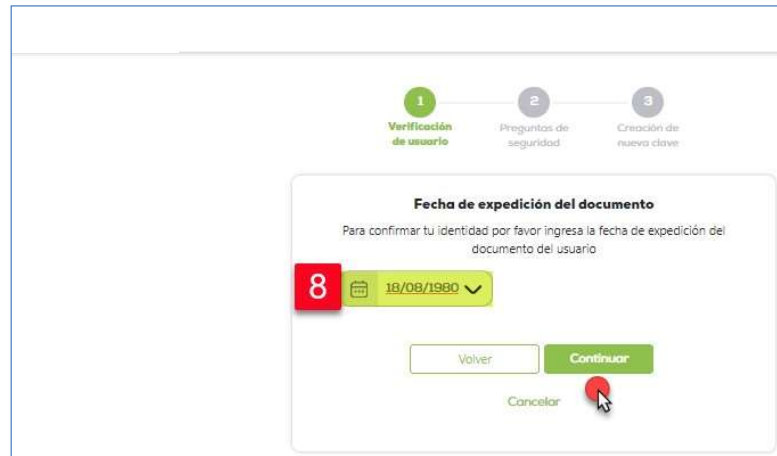 1
2
3
Verificación
de usuario
Preguntas de
seguridad
Creación de
nueva clave
Fecha de expedición del documento
Para confirmar tu identidad por favor ingresa la fecha de expedición del
documento del usuario
8
18/08/1980
Volver
Continuar
Cancelar